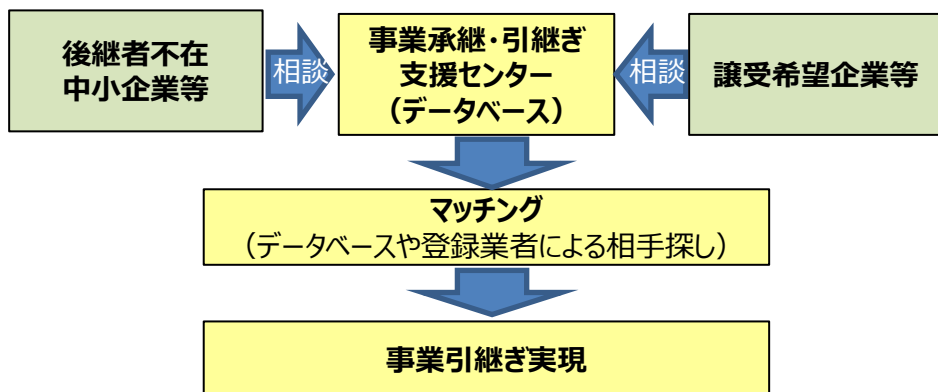 後継者不在
中小企業等
相談
事業承継・引継ぎ
支援センター
（データベース）
相談
譲受希望企業等
マッチング
（データベースや登録業者による相手探し）
事業引継ぎ実現